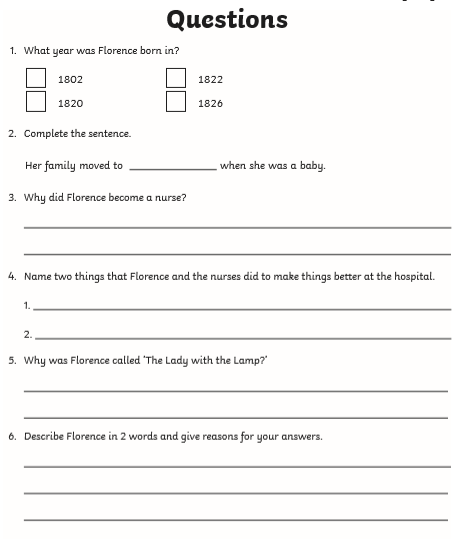 Questions
1. What year was Florence born in?
1802 1822
1820 1826
2. Complete the sentence.
Her family moved to ____________ when she was a baby.
3. Why did Florence become a nurse?
4. Name two things that Florence and the nurses did to make things better at the hospital.
1.
2.
5. Why was Florence called 'The Lady with the Lamp?'
6. Describe Florence in 2 words and give reasons for your answers.